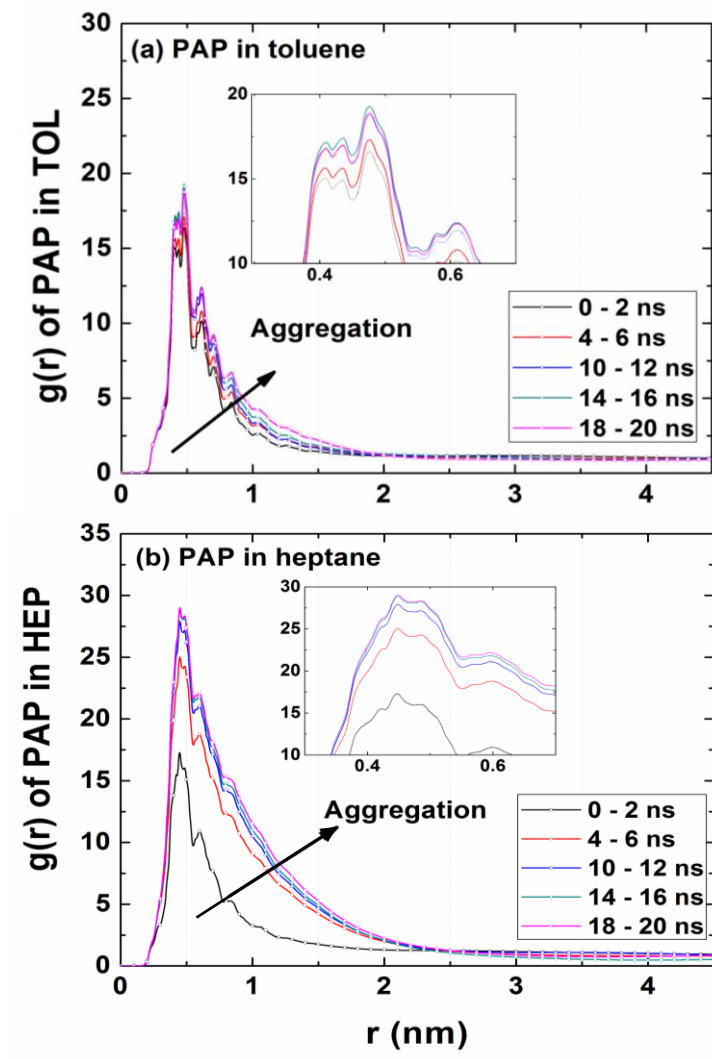 (a) PAP in toluene
g(r) of PAP in TOL
30
25
20
15
10
5
0
0
1
2
3
4
20
15
10
0.4
0.6
Aggregation
0 - 2 ns
4 - 6 ns
10 - 12 ns
14 - 16 ns
18 - 20 ns
(b) PAP in heptane
g(r) of PAP in HEP
35
30
25
20
15
10
5
0
30
25
20
15
10
0.4
0.6
Aggregation
0 - 2 ns
4 - 6 ns
10 - 12 ns
14 - 16 ns
18 - 20 ns
0
1
2
3
4
r (nm)